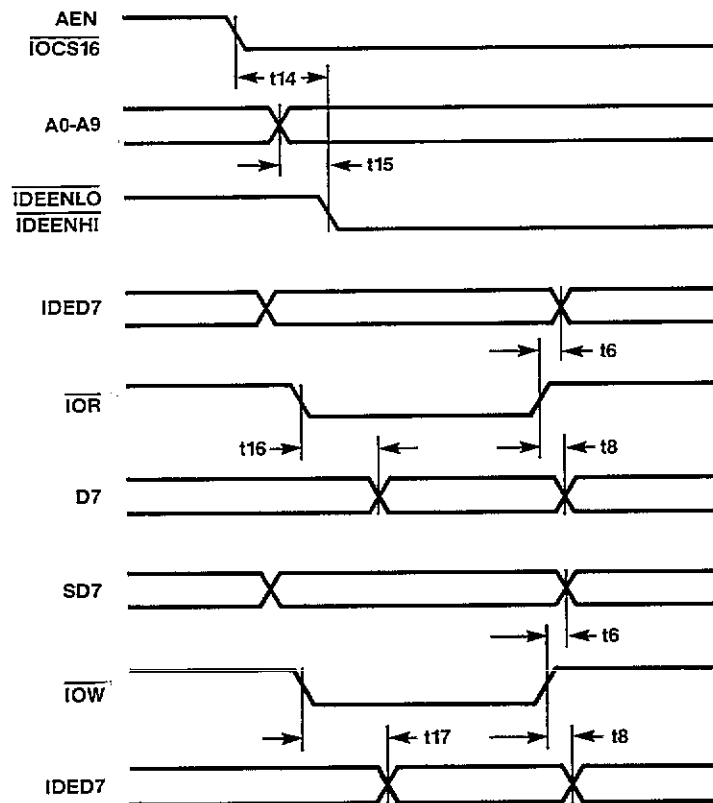 AEN
IOCS16
t14
A0-A9
t15
IDEENLO
IDEENHI
IDED7
t6
IOR
t16
t8
D7
SD7
t6
IOW
t17
t8
IDED7